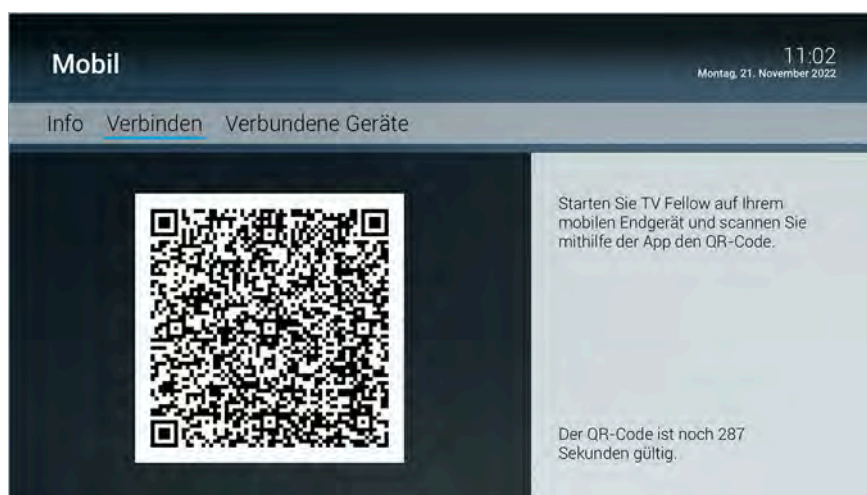 Mobil
11:02
Montag, 21. November 2022
Info Verbinden Verbundene Geräte
Starten Sie TV Fellow auf Ihrem
mobilen Endgerät und scannen Sie
mithilfe der App den QR-Code.
Der QR-Code ist noch 287
Sekunden gültig.